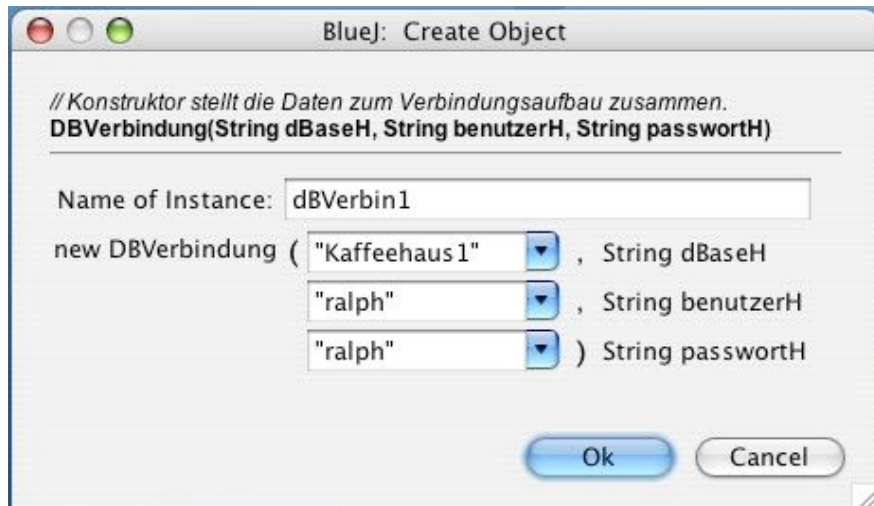 BlueJ: Create Object
// Konstruktor stellt die Daten zum Verbindungsaufbau zusammen.
DBVerbindung(String dBaseH, String benutzerH, String passwortH)
Name of Instance: dBVerbin1
new DBVerbindung ( "Kaffeehaus1" , String dBaseH
"ralph" , String benutzerH
"ralph" ) String passwortH
Ok Cancel